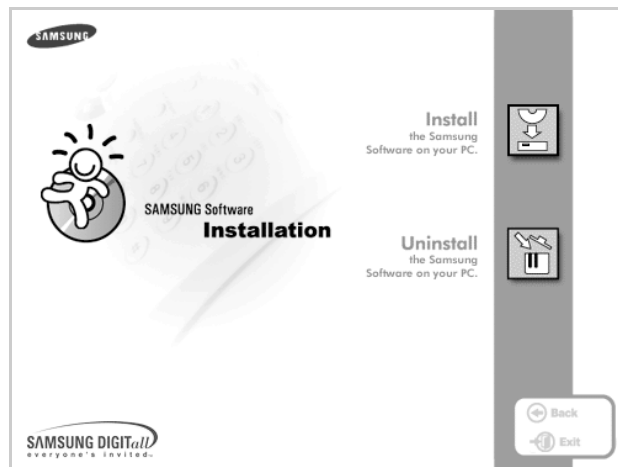 SAMSUNG
Install
the Samsung
Software on your PC.
SAMSUNG Software
Installation
Uninstall
the Samsung
Software on your PC.
Back
Exit
SAMSUNG DIGITall
everyone's invited™